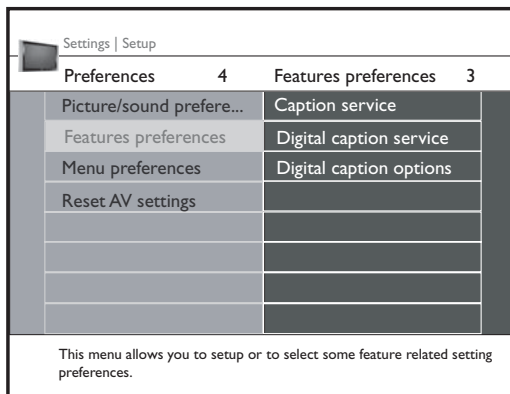 Settings | Setup
Preferences 4 Features preferences 3
Picture/sound prefere... Caption service
Features preferences Digital caption service
Menu preferences Digital caption options
Reset AV settings
This menu allows you to setup or to select some feature related setting
preferences.